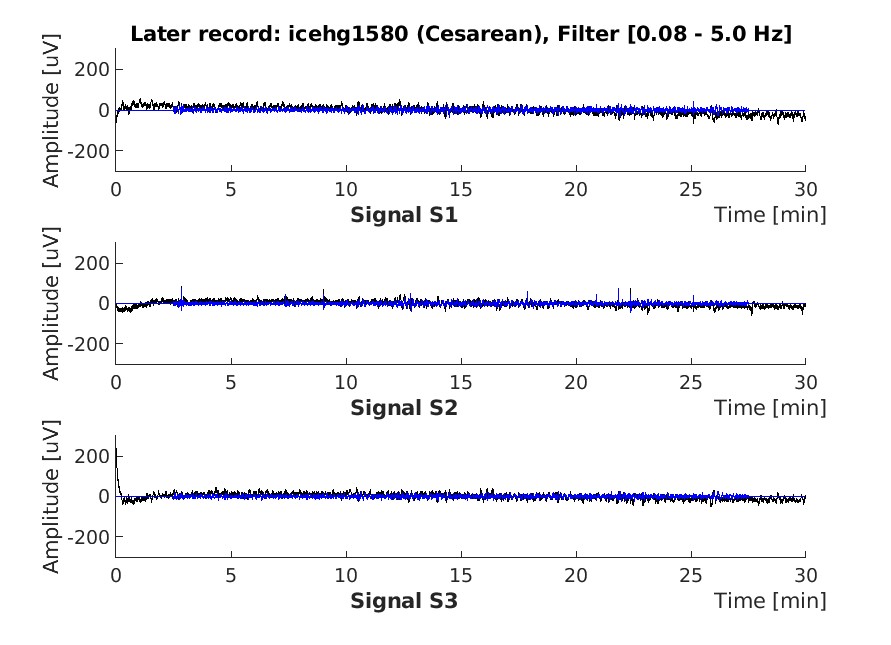 Later record: icehg1580 (Cesarean), Filter [0.08 - 5.0 Hz]
Amplitude [uV]
200
0
-200
0 5 10 15 20 25 30
Signal S1 Time [min]
Amplitude [uV]
200
0
-200
0 5 10 15 20 25 30
Signal S2 Time [min]
Amplitude [uV]
200
0
-200
0 5 10 15 20 25 30
Signal S3 Time [min]